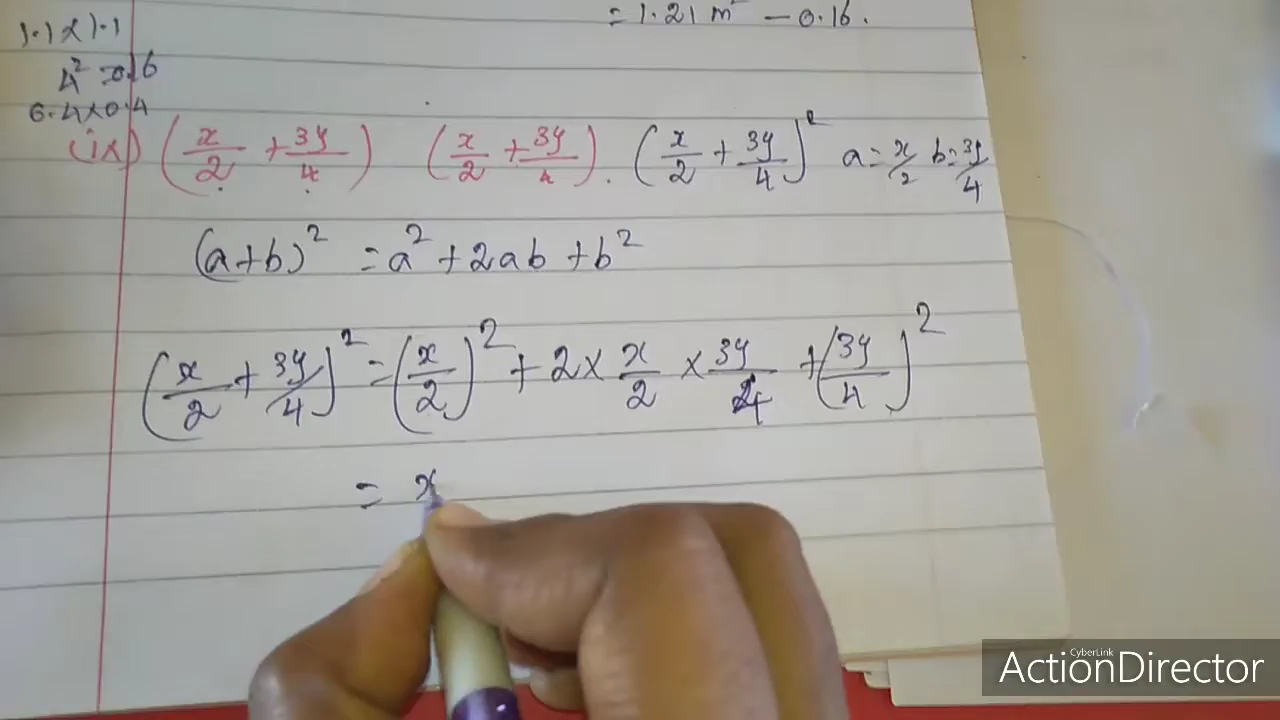 = 1.21 m² - 0.16.
1.1 × 1.1
4² = 0.16
0.4×0.4
(ix) (x/2 + 3y/4) (x/2 + 3y/4). (x/2 + 3y/4)² a = x/2 b = 3y/4
(a+b)² = a² + 2ab + b²
(x/2 + 3y/4)² = (x/2)² + 2 × x/2 × 3y/4 + (3y/4)²
= x
CyberLink
ActionDirector